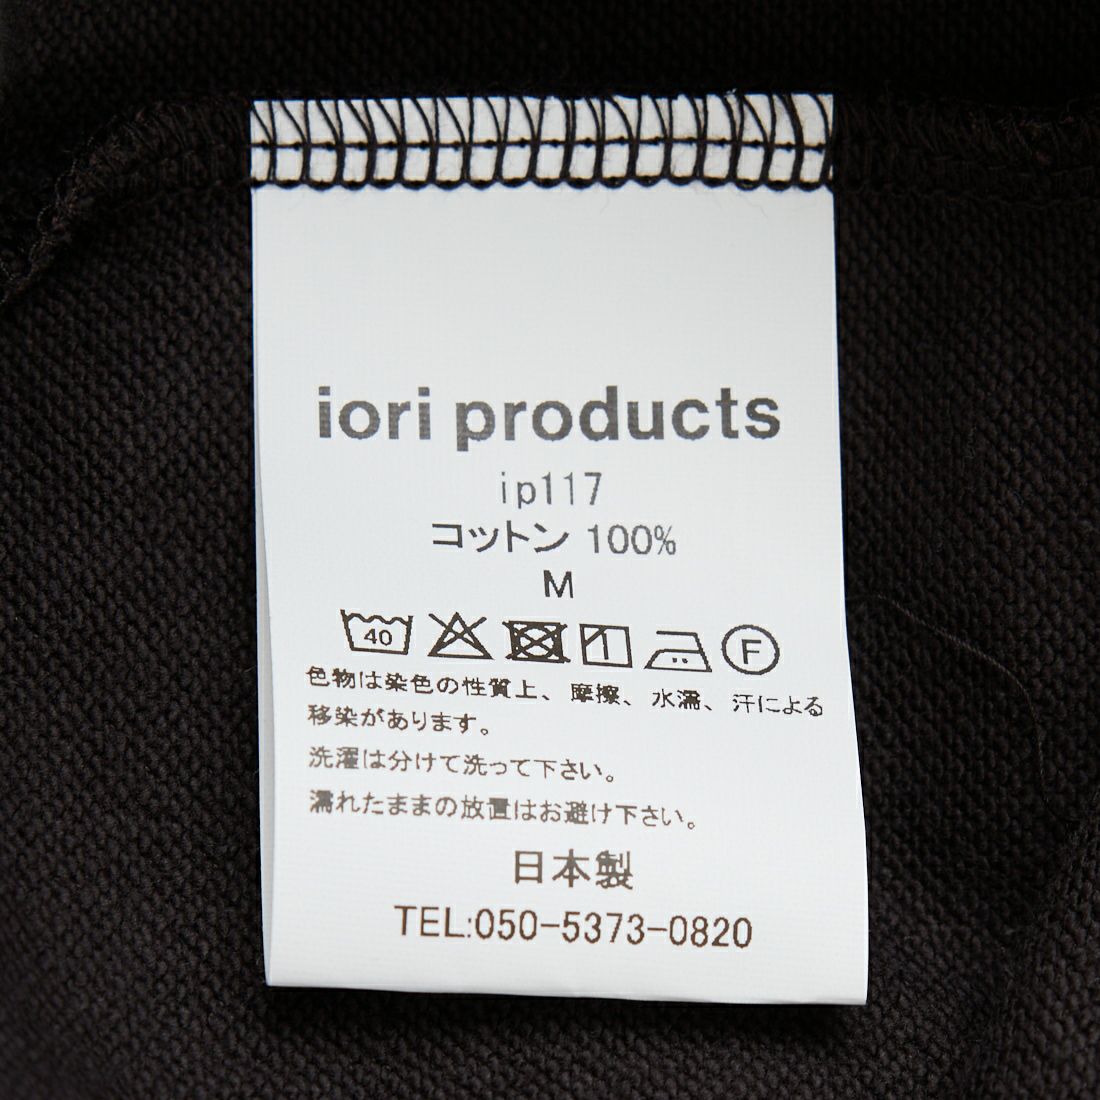 iori products
ip117
コットン 100%
M
40 F
色物は染色の性質上、摩擦、水濡、汗による
移染があります。
洗濯は分けて洗って下さい。
濡れたままの放置はお避け下さい。
日本製
TEL:050-5373-0820